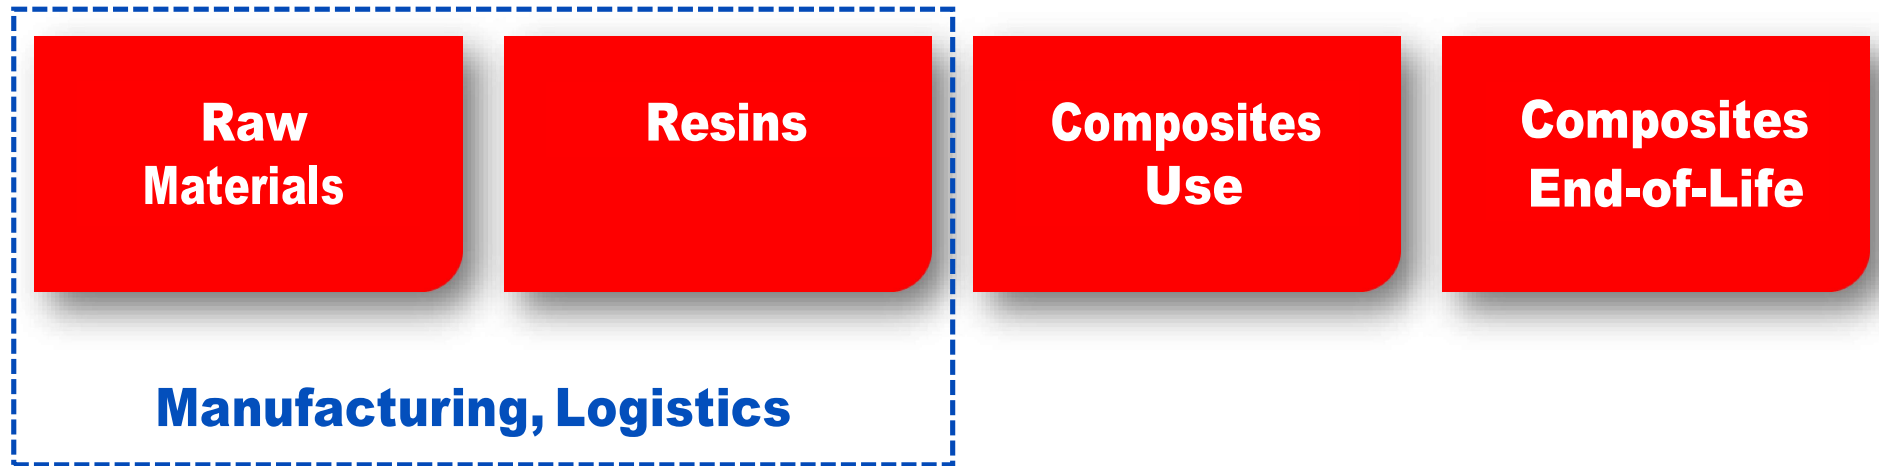 Raw
Materials
Resins
Composites
Use
Composites
End-of-Life
Manufacturing, Logistics